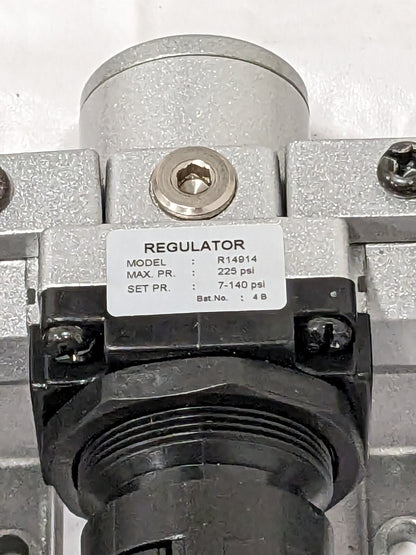 REGULATOR
MODEL : R14914
MAX. PR. : 225 psi
SET PR. : 7-140 psi
Bat.No. : 4 B